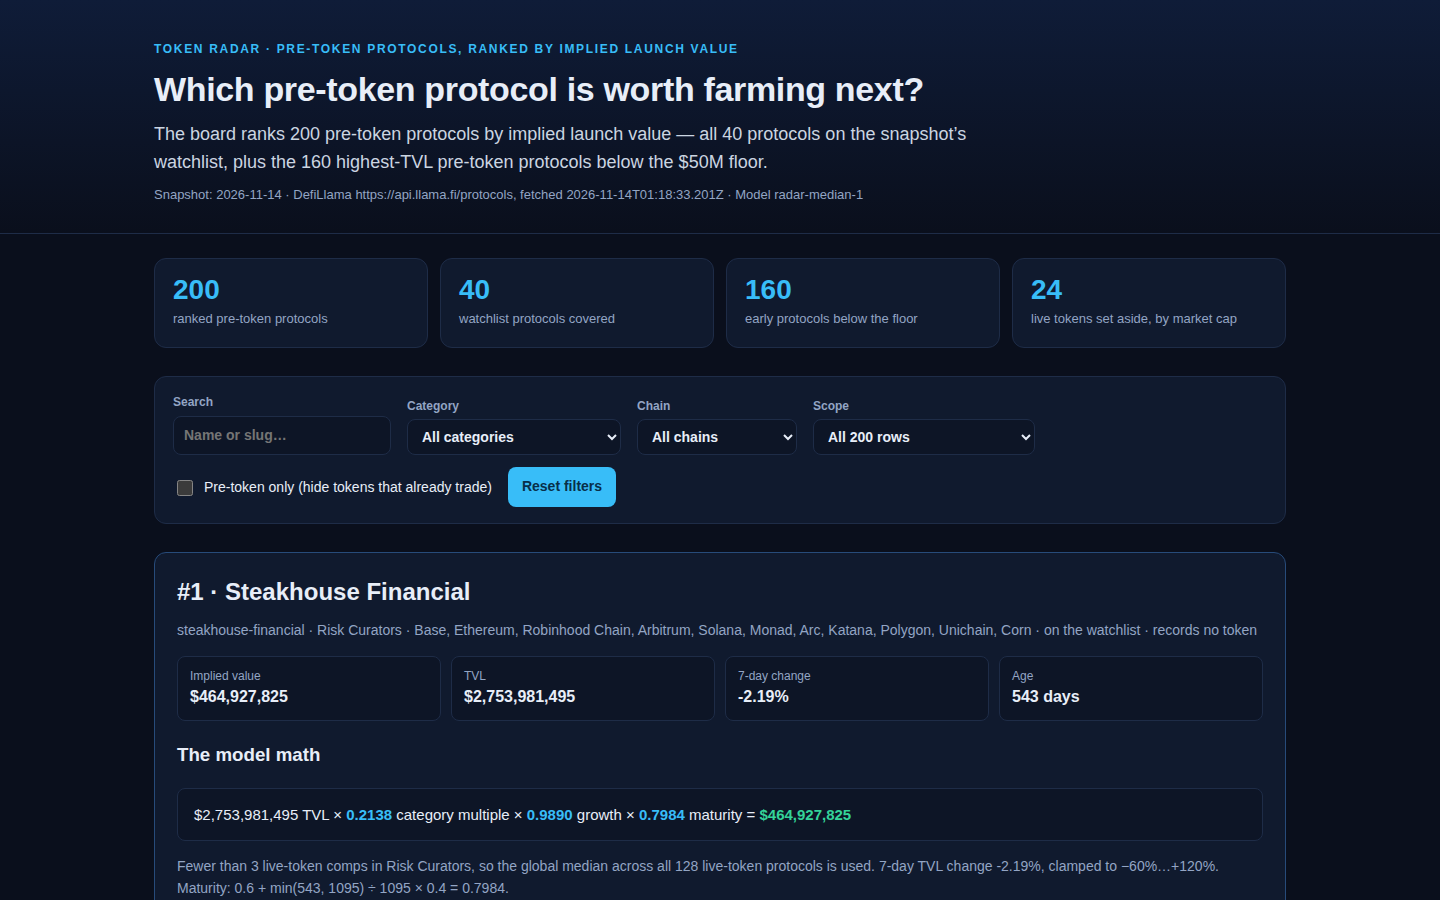 TOKEN RADAR · PRE-TOKEN PROTOCOLS, RANKED BY IMPLIED LAUNCH VALUE
Which pre-token protocol is worth farming next?
The board ranks 200 pre-token protocols by implied launch value — all 40 protocols on the snapshot's
watchlist, plus the 160 highest-TVL pre-token protocols below the $50M floor.
Snapshot: 2026-11-14 · DefiLlama https://api.llama.fi/protocols, fetched 2026-11-14T01:18:33.201Z · Model radar-median-1
200
ranked pre-token protocols
40
watchlist protocols covered
160
early protocols below the floor
24
live tokens set aside, by market cap
Search
Name or slug…
Category
All categories
Chain
All chains
Scope
All 200 rows
Pre-token only (hide tokens that already trade)
Reset filters
#1 · Steakhouse Financial
steakhouse-financial · Risk Curators · Base, Ethereum, Robinhood Chain, Arbitrum, Solana, Monad, Arc, Katana, Polygon, Unichain, Corn · on the watchlist · records no token
Implied value
$464,927,825
TVL
$2,753,981,495
7-day change
-2.19%
Age
543 days
The model math
$2,753,981,495 TVL × 0.2138 category multiple × 0.9890 growth × 0.7984 maturity = $464,927,825
Fewer than 3 live-token comps in Risk Curators, so the global median across all 128 live-token protocols is used. 7-day TVL change -2.19%, clamped to −60%…+120%.
Maturity: 0.6 + min(543, 1095) ÷ 1095 × 0.4 = 0.7984.